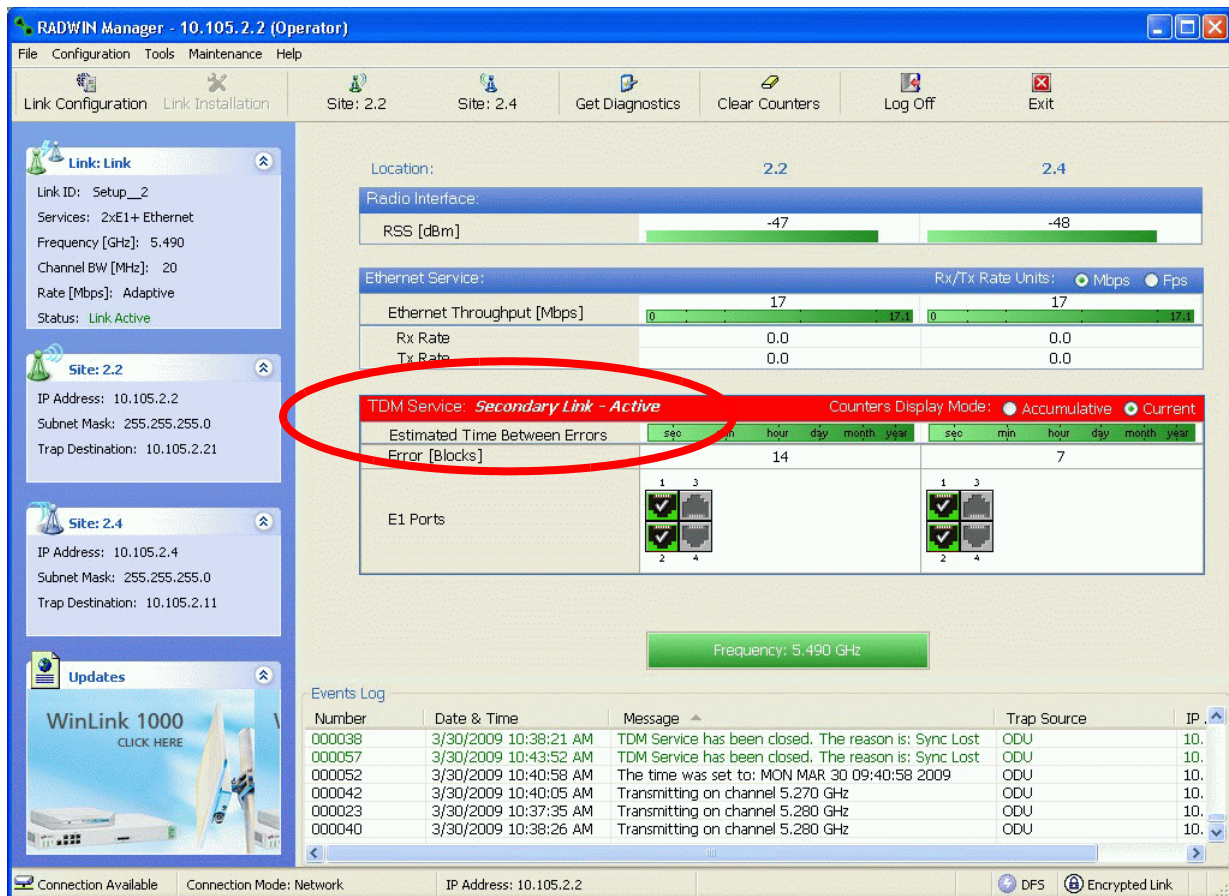 RADWIN Manager - 10.105.2.2 (Operator)
File Configuration Tools Maintenance Help
Link Configuration Link Installation Site: 2.2 Site: 2.4 Get Diagnostics Clear Counters Log Off Exit
Link: Link
Link ID: Setup__2
Services: 2xE1+ Ethernet
Frequency [GHz]: 5.490
Channel BW [MHz]: 20
Rate [Mbps]: Adaptive
Status: Link Active
Site: 2.2
IP Address: 10.105.2.2
Subnet Mask: 255.255.255.0
Trap Destination: 10.105.2.21
Site: 2.4
IP Address: 10.105.2.4
Subnet Mask: 255.255.255.0
Trap Destination: 10.105.2.11
Updates
WinLink 1000
CLICK HERE
Location: 2.2 2.4
Radio Interface:
RSS [dBm] -47 -48
Ethernet Service: Rx/Tx Rate Units: Mbps Fps
Ethernet Throughput [Mbps] 17 17
0 17.1 0 17.1
Rx Rate 0.0 0.0
Tx Rate 0.0 0.0
TDM Service: Secondary Link - Active Counters Display Mode: Accumulative Current
Estimated Time Between Errors sec min hour day month year sec min hour day month year
Error [Blocks] 14 7
1 3 1 3
E1 Ports
2 4 2 4
Frequency: 5.490 GHz
Events Log
Number Date & Time Message Trap Source IP
000038 3/30/2009 10:38:21 AM TDM Service has been closed. The reason is: Sync Lost ODU 10.
000057 3/30/2009 10:43:52 AM TDM Service has been closed. The reason is: Sync Lost ODU 10.
000052 3/30/2009 10:40:58 AM The time was set to: MON MAR 30 09:40:58 2009 ODU 10.
000042 3/30/2009 10:40:05 AM Transmitting on channel 5.270 GHz ODU 10.
000023 3/30/2009 10:37:35 AM Transmitting on channel 5.280 GHz ODU 10.
000040 3/30/2009 10:38:26 AM Transmitting on channel 5.280 GHz ODU 10.
Connection Available Connection Mode: Network IP Address: 10.105.2.2 DFS Encrypted Link